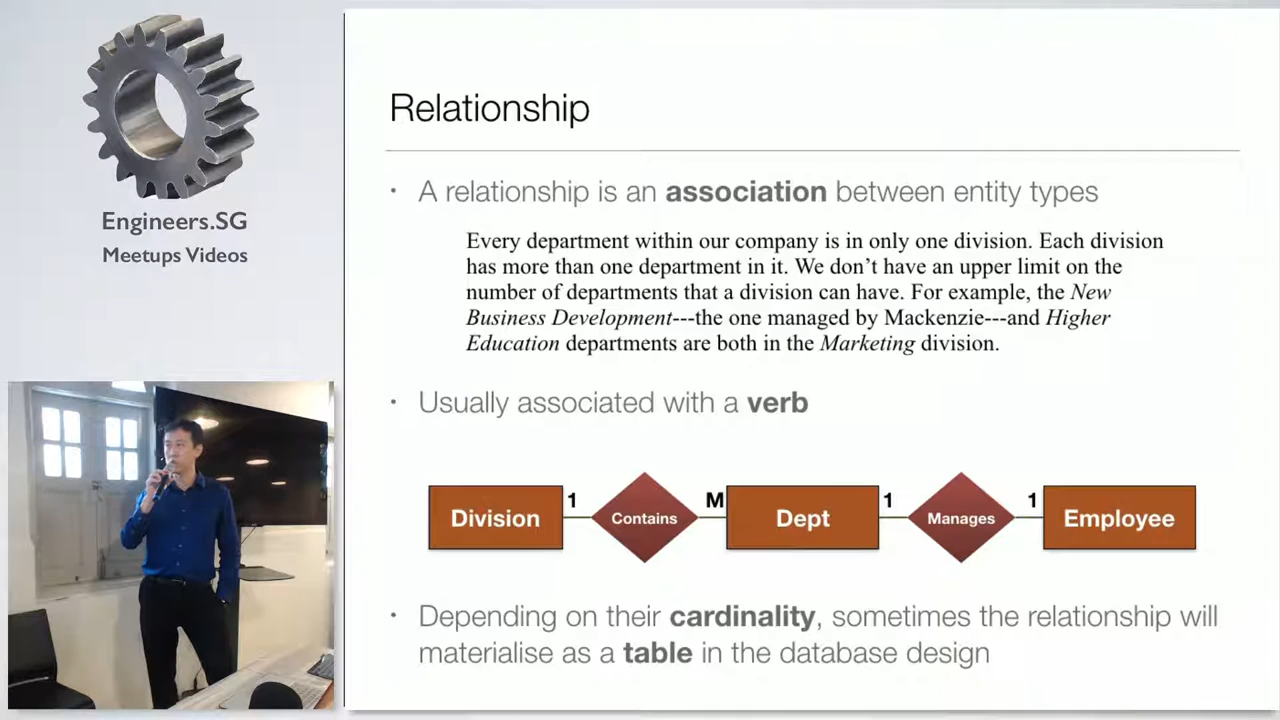 Engineers.SG
Meetups Videos
Relationship
• A relationship is an association between entity types
Every department within our company is in only one division. Each division
has more than one department in it. We don’t have an upper limit on the
number of departments that a division can have. For example, the New
Business Development---the one managed by Mackenzie---and Higher
Education departments are both in the Marketing division.
• Usually associated with a verb
Division 1 Contains M Dept 1 Manages 1 Employee
• Depending on their cardinality, sometimes the relationship will
materialise as a table in the database design